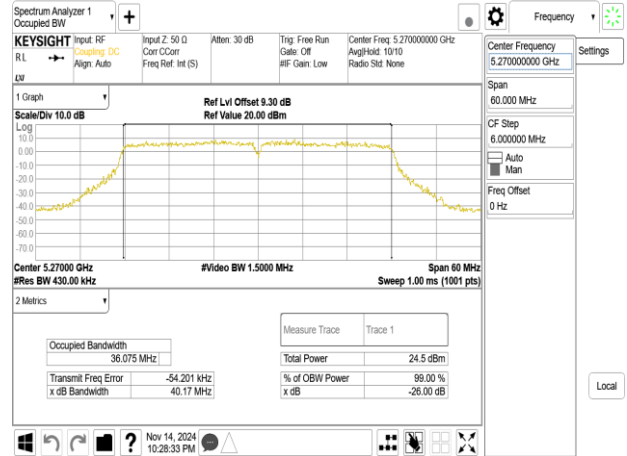 Spectrum Analyzer 1
Occupied BW
Frequency
KEYSIGHT
Input: RF
Coupling: DC
Align: Auto
Input Z: 50 Ω
Corr CCorr
Freq Ref: Int (S)
Atten: 30 dB
Trig: Free Run
Gate: Off
#IF Gain: Low
Center Freq: 5.270000000 GHz
Avg|Hold: 10/10
Radio Std: None
R L
LXI
Center Frequency
5.270000000 GHz
Settings
Span
60.000 MHz
CF Step
6.000000 MHz
Auto
Man
Freq Offset
0 Hz
Local
1 Graph
Scale/Div 10.0 dB
Ref Lvl Offset 9.30 dB
Ref Value 20.00 dBm
Log
10.0
0.00
-10.0
-20.0
-30.0
-40.0
-50.0
-60.0
-70.0
Center 5.27000 GHz
#Res BW 430.00 kHz
#Video BW 1.5000 MHz
Span 60 MHz
Sweep 1.00 ms (1001 pts)
2 Metrics
Measure Trace Trace 1
Occupied Bandwidth
36.075 MHz
Total Power 24.5 dBm
Transmit Freq Error -54.201 kHz
% of OBW Power 99.00 %
x dB Bandwidth 40.17 MHz
x dB -26.00 dB
?
Nov 14, 2024
10:28:33 PM